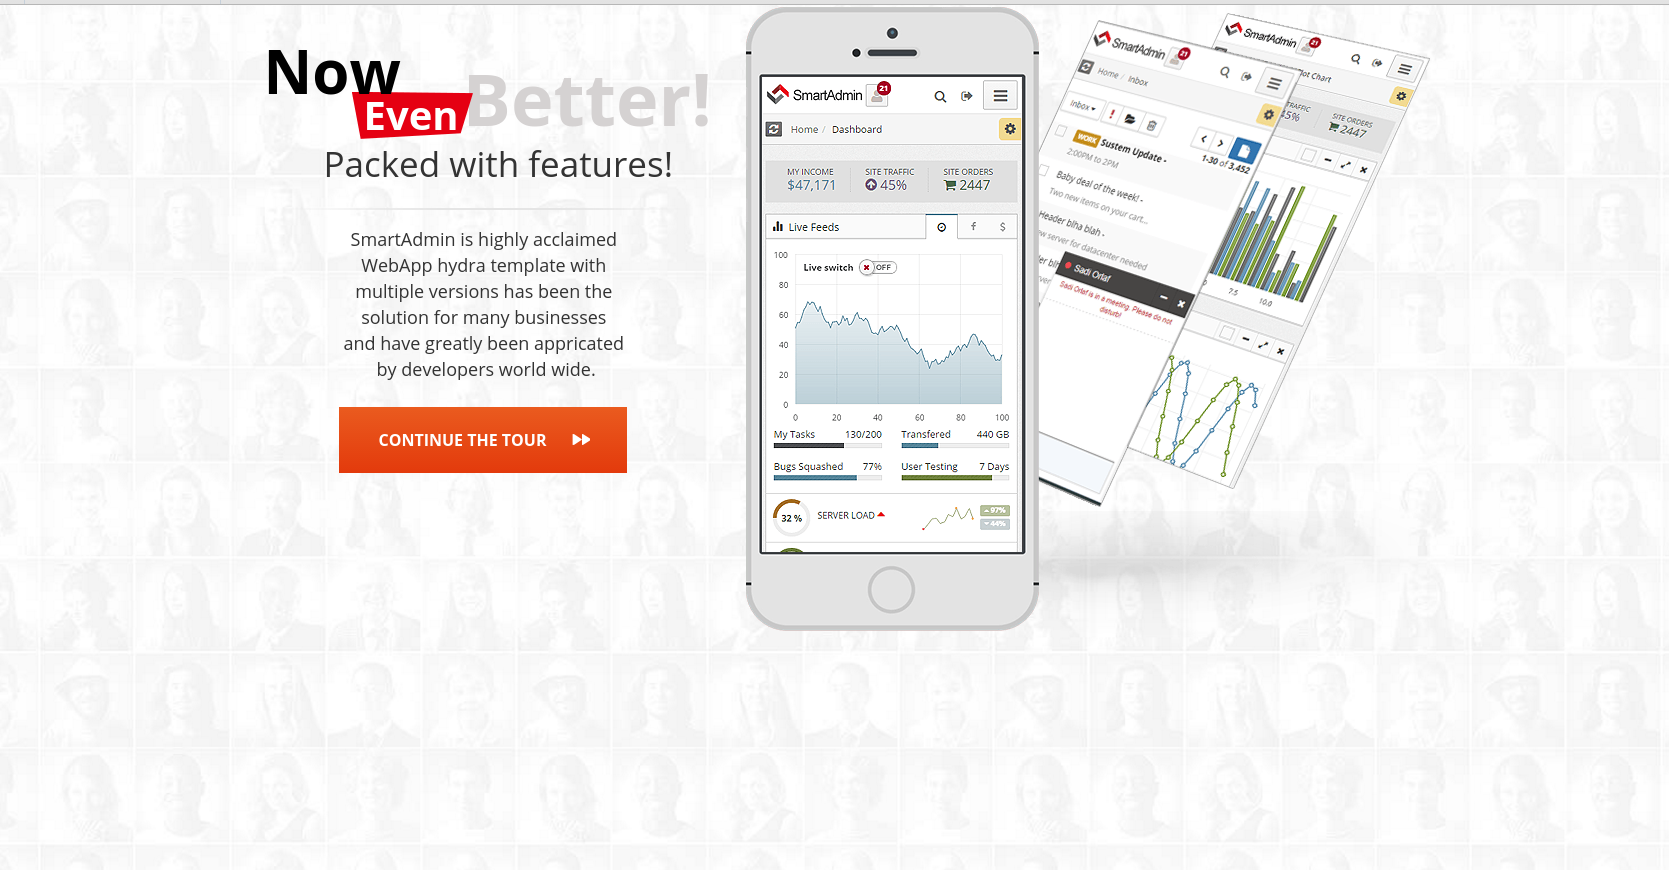 Now
Even
Better!
Packed with features!
SmartAdmin is highly acclaimed
WebApp hydra template with
multiple versions has been the
solution for many businesses
and have greatly been appricated
by developers world wide.
CONTINUE THE TOUR
SmartAdmin 21
Home / Dashboard
MY INCOME SITE TRAFFIC SITE ORDERS
$47,171 45% 2447
Live Feeds $
Live switch OFF
100
80
60
40
20
0
0 20 40 60 80 100
My Tasks 130/200 Transfered 440 GB
Bugs Squashed 77% User Testing 7 Days
32 % SERVER LOAD 97%
44%
SmartAdmin 21
Home / Inbox
Inbox
1-30 of 3,452
WORK Sustem Update -
2:00PM to 2PM
Baby deal of the week! -
Two new items on your cart...
Header blha blah -
new server for datacenter needed
Sadi Orlaf
Sadi Orlaf is in a meeting. Please do not
disturb!
SmartAdmin 21
lot Chart
RAFFIC SITE ORDERS
45% 2447
7.5 10.0